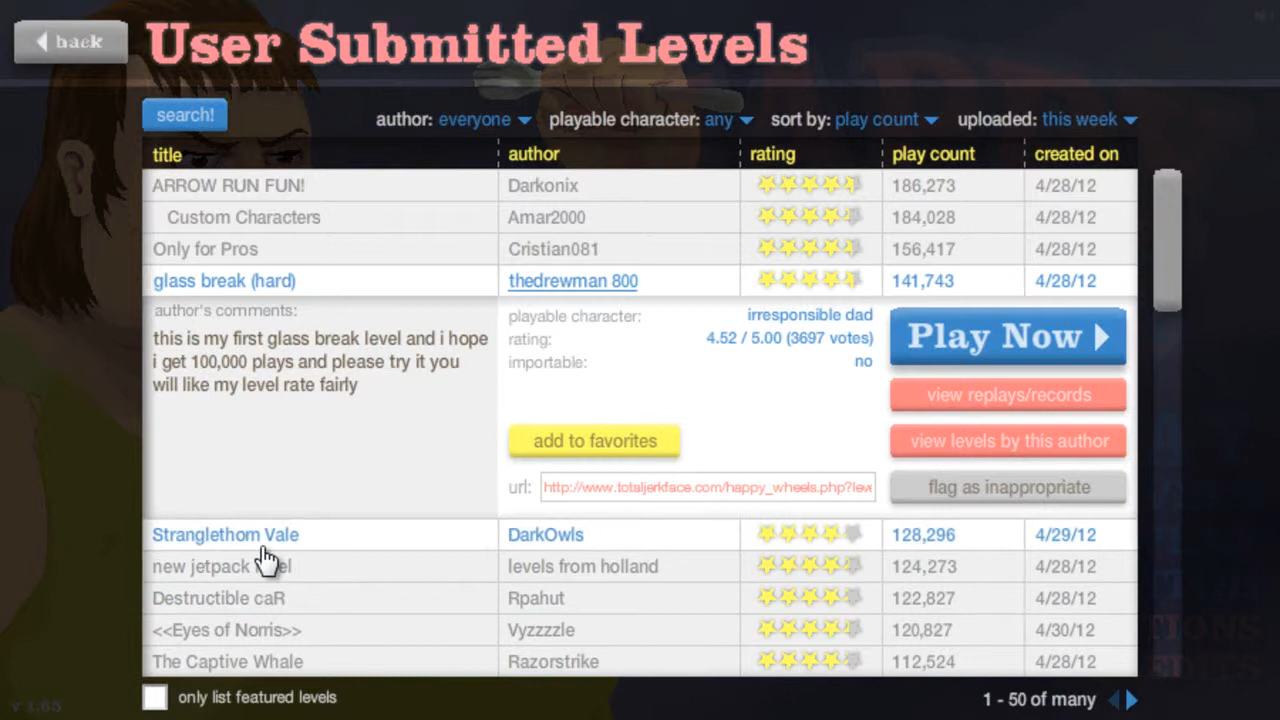 back
User Submitted Levels
search!
author: everyone playable character: any sort by: play count uploaded: this week
title author rating play count created on
ARROW RUN FUN! Darkonix 186,273 4/28/12
Custom Characters Amar2000 184,028 4/28/12
Only for Pros Cristian081 156,417 4/28/12
glass break (hard) thedrewman 800 141,743 4/28/12
author's comments:
this is my first glass break level and i hope
i get 100,000 plays and please try it you
will like my level rate fairly
playable character: irresponsible dad
rating: 4.52 / 5.00 (3697 votes)
importable: no
add to favorites
url: http://www.totaljerkface.com/happy_wheels.php?lev
Play Now
view replays/records
view levels by this author
flag as inappropriate
Stranglethorn Vale DarkOwls 128,296 4/29/12
new jetpack levels from holland 124,273 4/28/12
Destructible caR Rpahut 122,827 4/28/12
<<Eyes of Norris>> Vyzzzzle 120,827 4/30/12
The Captive Whale Razorstrike 112,524 4/28/12
only list featured levels
1 - 50 of many
v 1.65